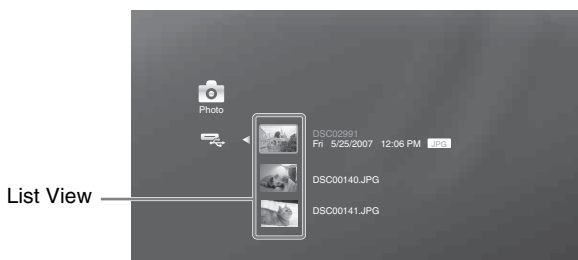 Photo
DSC02991
Fri 5/25/2007 12:06 PM JPG
DSC00140.JPG
List View
DSC00141.JPG